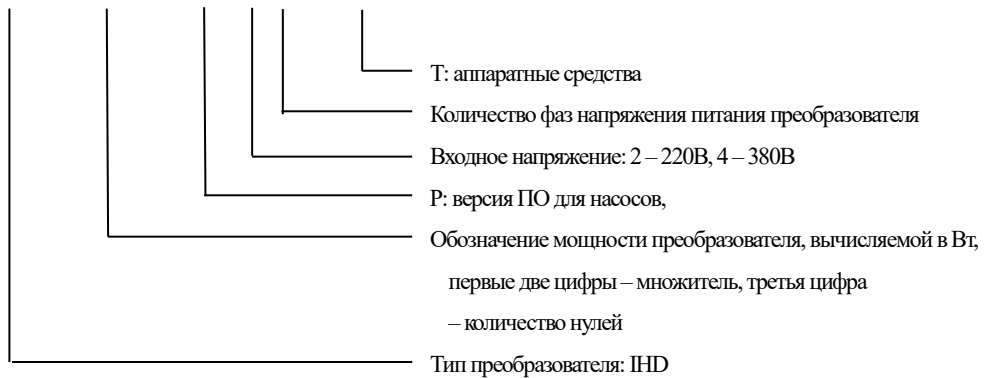 Т: аппаратные средства
Количество фаз напряжения питания преобразователя
Входное напряжение: 2 – 220В, 4 – 380В
Р: версия ПО для насосов,
Обозначение мощности преобразователя, вычисляемой в Вт,
первые две цифры – множитель, третья цифра
– количество нулей
Тип преобразователя: IHD